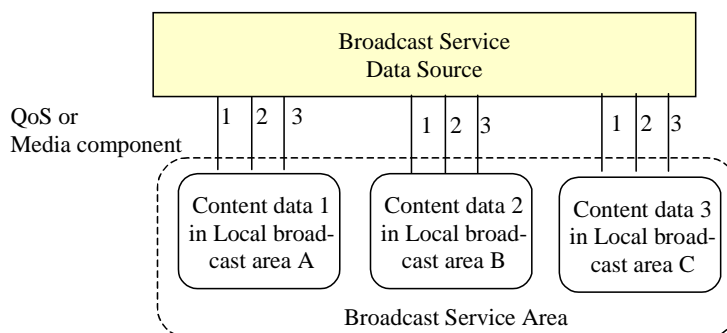 Broadcast Service
Data Source
QoS or
Media component
1 2 3
1 2 3
1 2 3
Content data 1
in Local broad-
cast area A
Content data 2
in Local broad-
cast area B
Content data 3
in Local broad-
cast area C
Broadcast Service Area